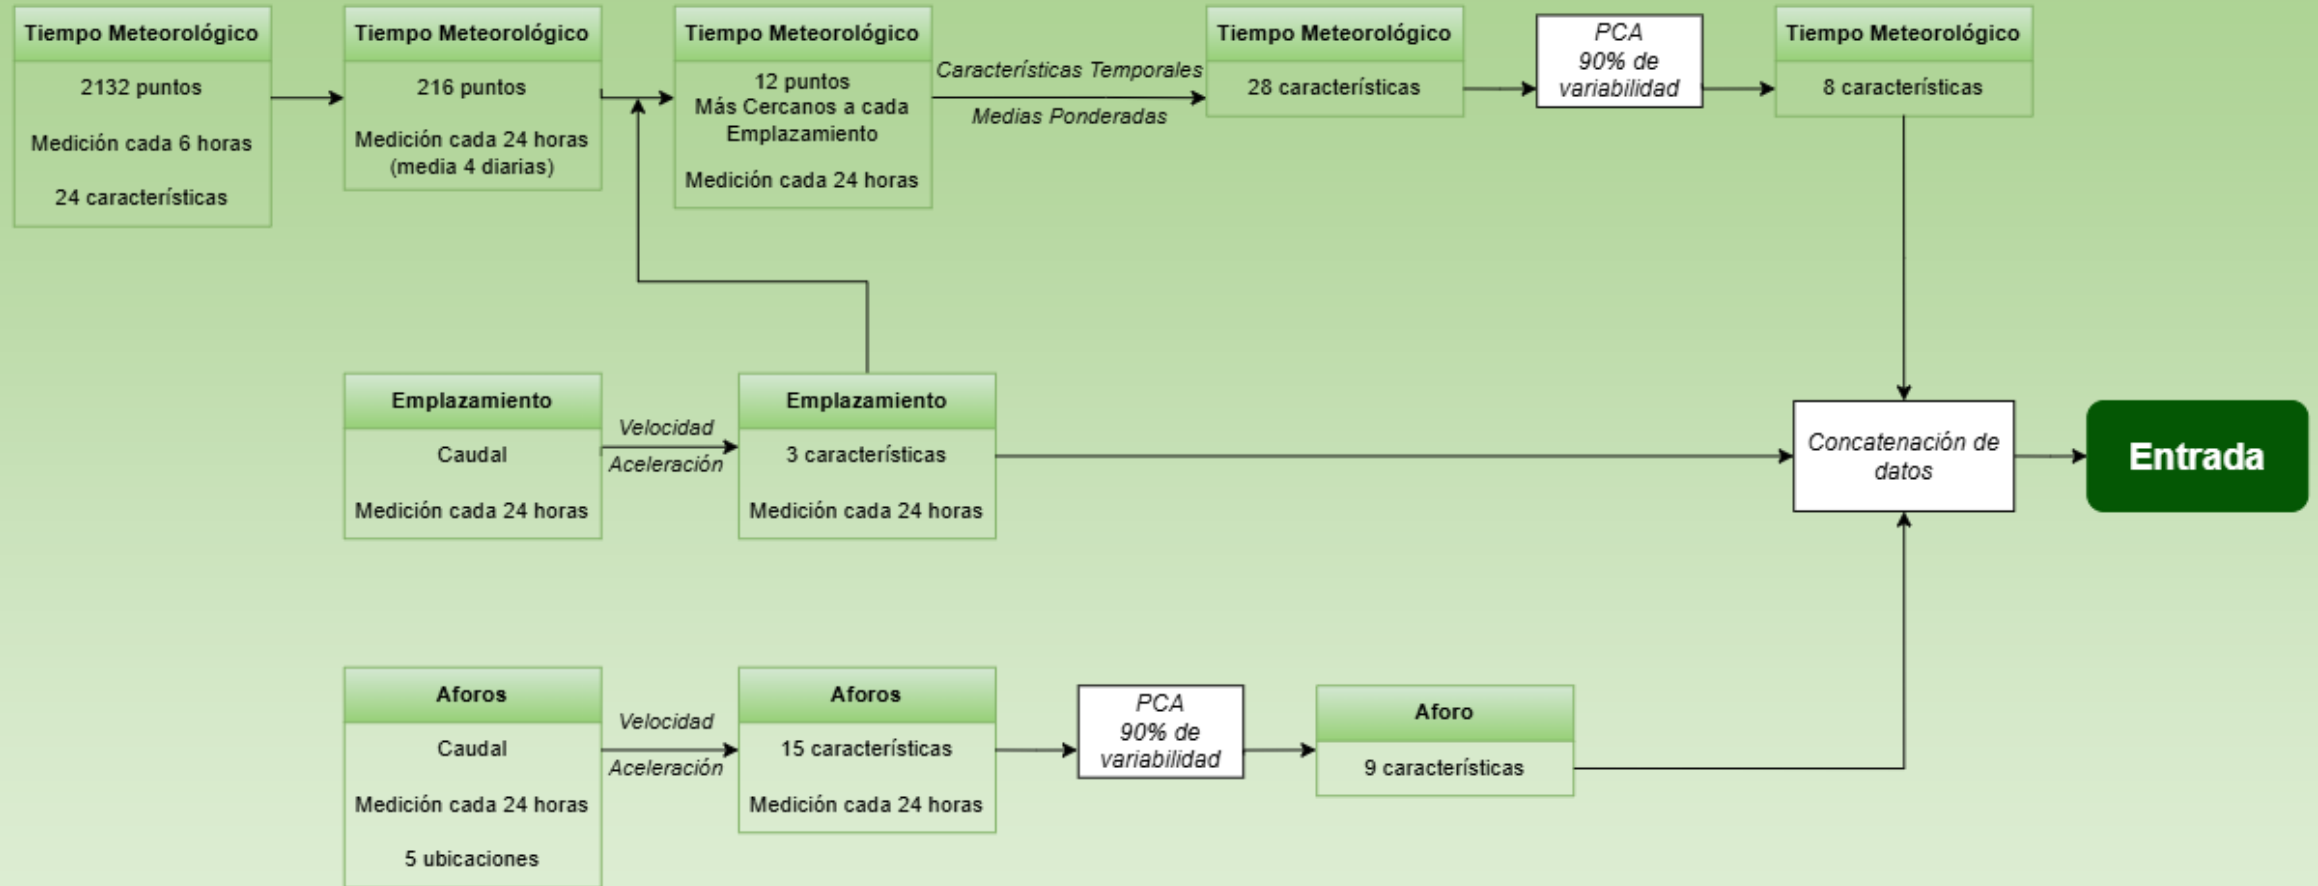 Tiempo Meteorológico
2132 puntos
Medición cada 6 horas
24 características
Tiempo Meteorológico
216 puntos
Medición cada 24 horas
(media 4 diarias)
Tiempo Meteorológico
12 puntos
Más Cercanos a cada
Emplazamiento
Medición cada 24 horas
Características Temporales
Medias Ponderadas
Tiempo Meteorológico
28 características
PCA
90% de
variabilidad
Tiempo Meteorológico
8 características
Emplazamiento
Caudal
Medición cada 24 horas
Velocidad
Aceleración
Emplazamiento
3 características
Medición cada 24 horas
Concatenación de
datos
Entrada
Aforos
Caudal
Medición cada 24 horas
5 ubicaciones
Velocidad
Aceleración
Aforos
15 características
Medición cada 24 horas
PCA
90% de
variabilidad
Aforo
9 características